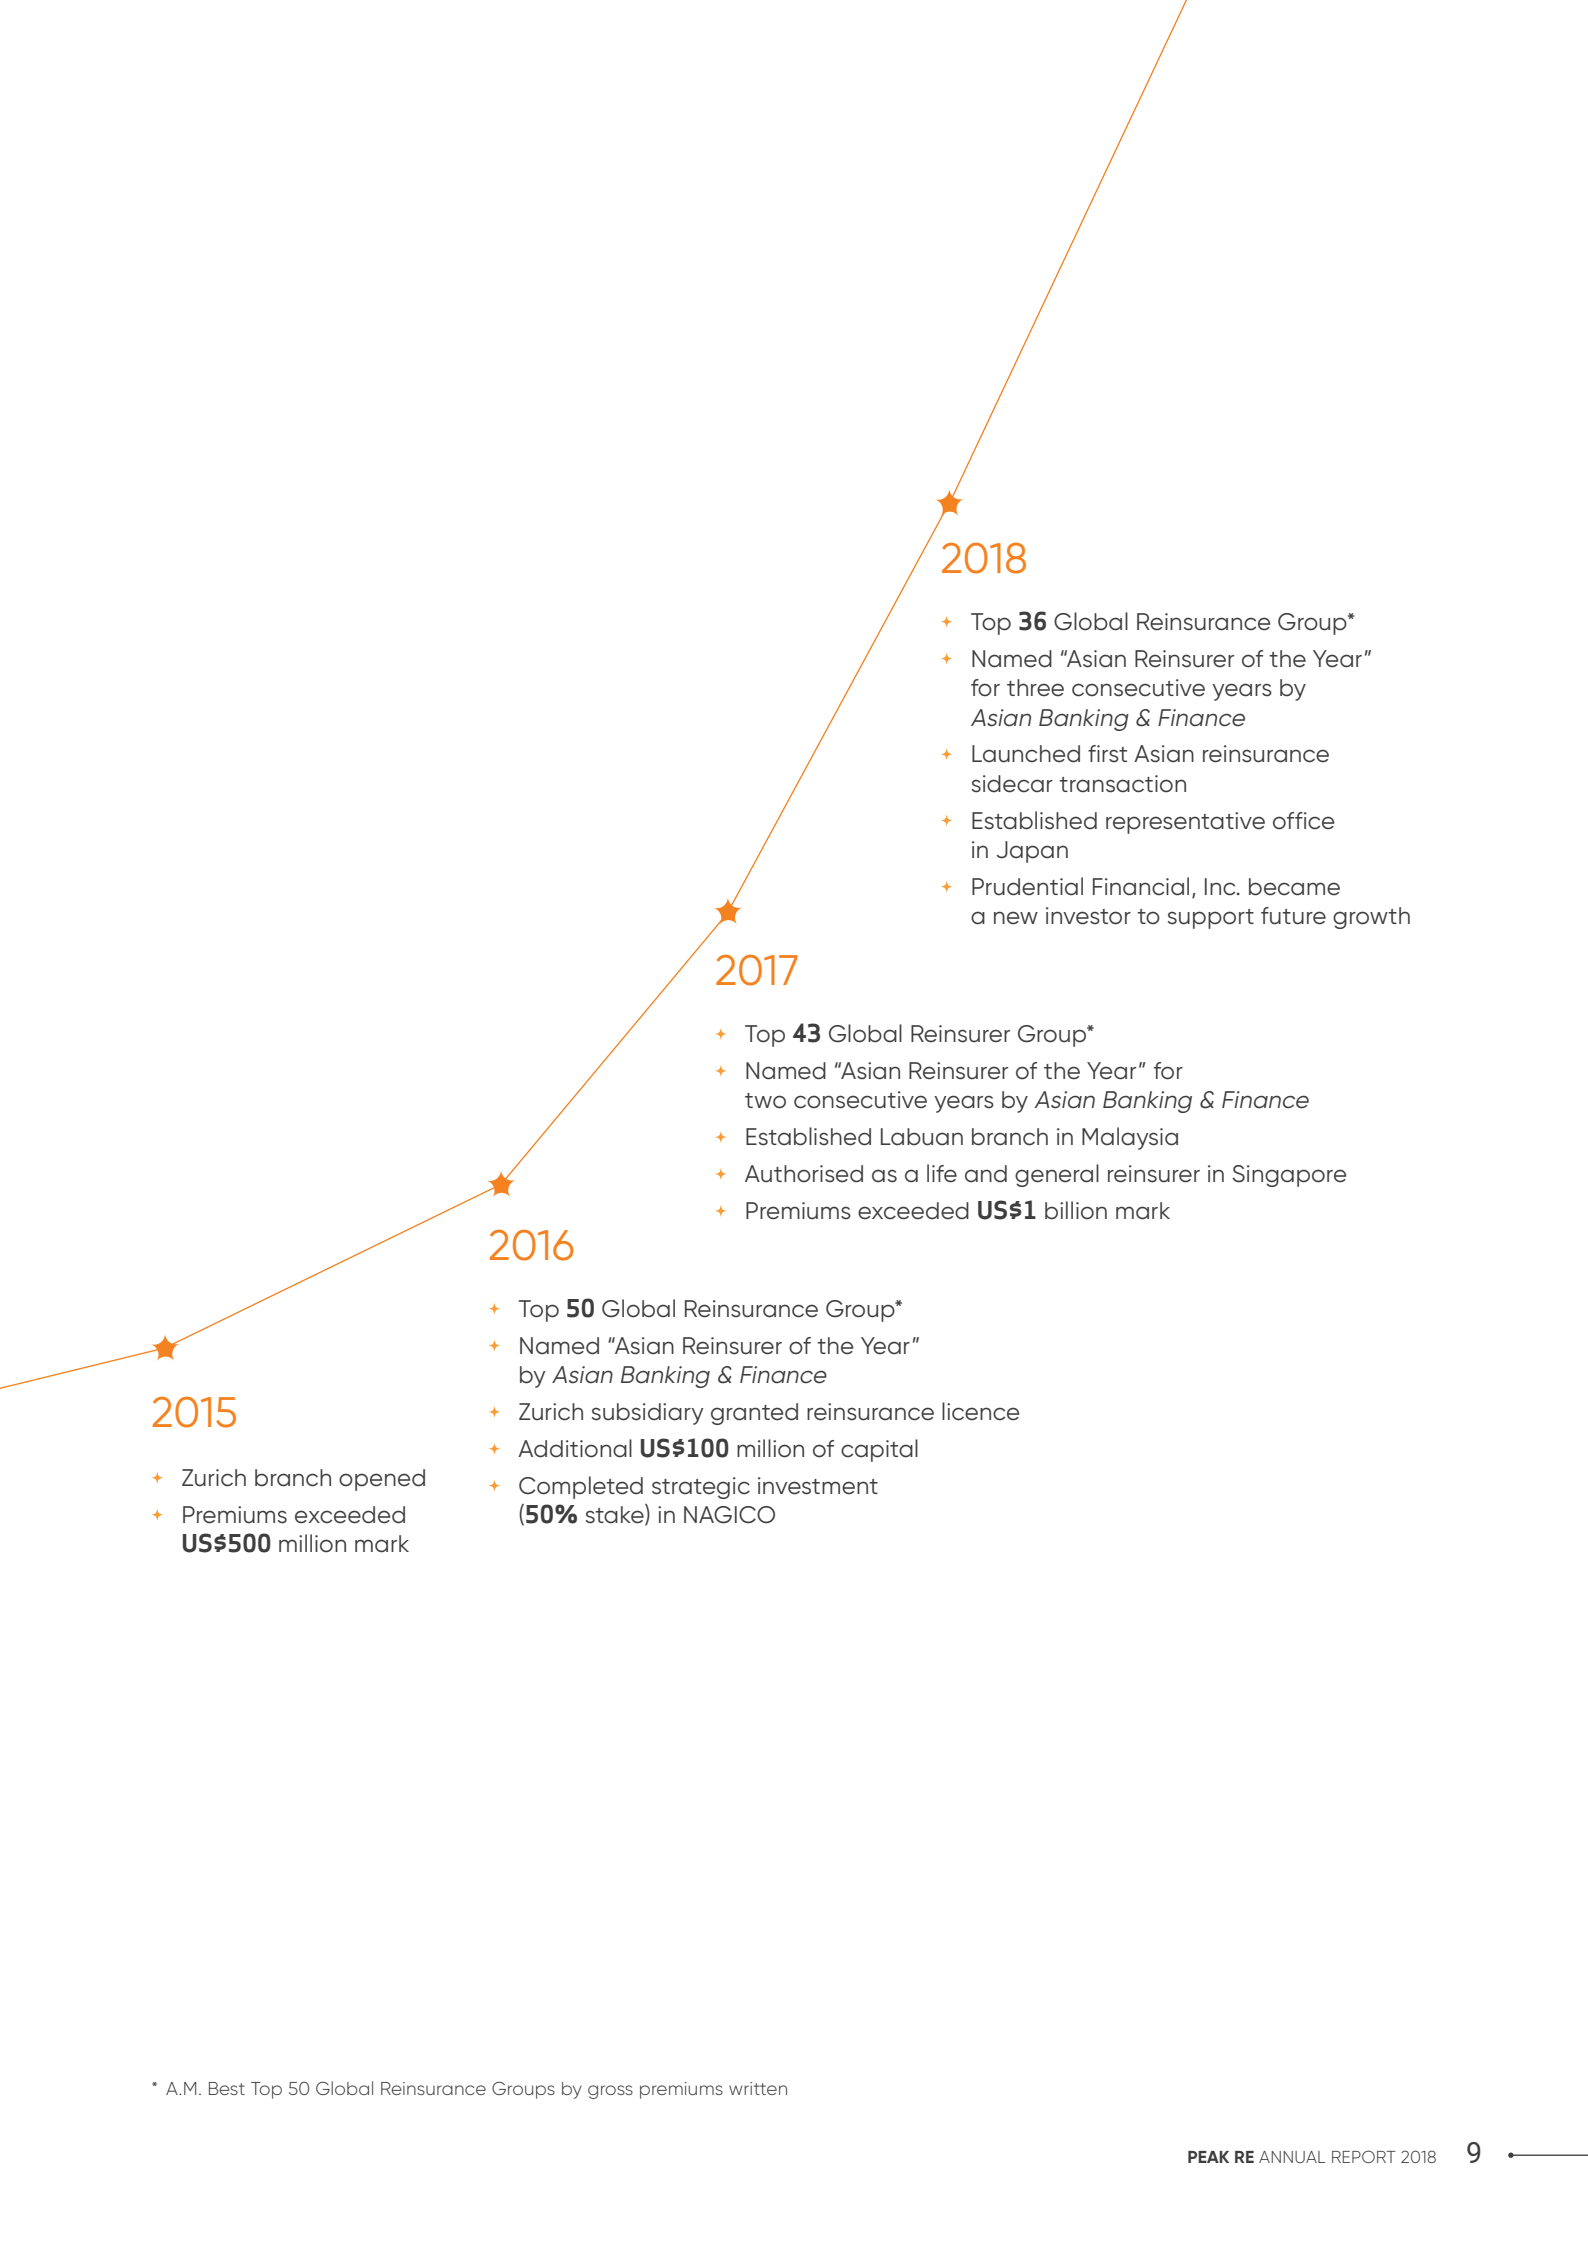 2018
Top 36 Global Reinsurance Group*
Named “Asian Reinsurer of the Year”
for three consecutive years by
Asian Banking & Finance
Launched first Asian reinsurance
sidecar transaction
Established representative office
in Japan
Prudential Financial, Inc. became
a new investor to support future growth
2017
Top 43 Global Reinsurer Group*
Named “Asian Reinsurer of the Year” for
two consecutive years by Asian Banking & Finance
Established Labuan branch in Malaysia
Authorised as a life and general reinsurer in Singapore
Premiums exceeded US$1 billion mark
2016
Top 50 Global Reinsurance Group*
Named “Asian Reinsurer of the Year”
by Asian Banking & Finance
Zurich subsidiary granted reinsurance licence
Additional US$100 million of capital
Completed strategic investment
(50% stake) in NAGICO
2015
Zurich branch opened
Premiums exceeded
US$500 million mark
* A.M. Best Top 50 Global Reinsurance Groups by gross premiums written
PEAK RE ANNUAL REPORT 2018 9